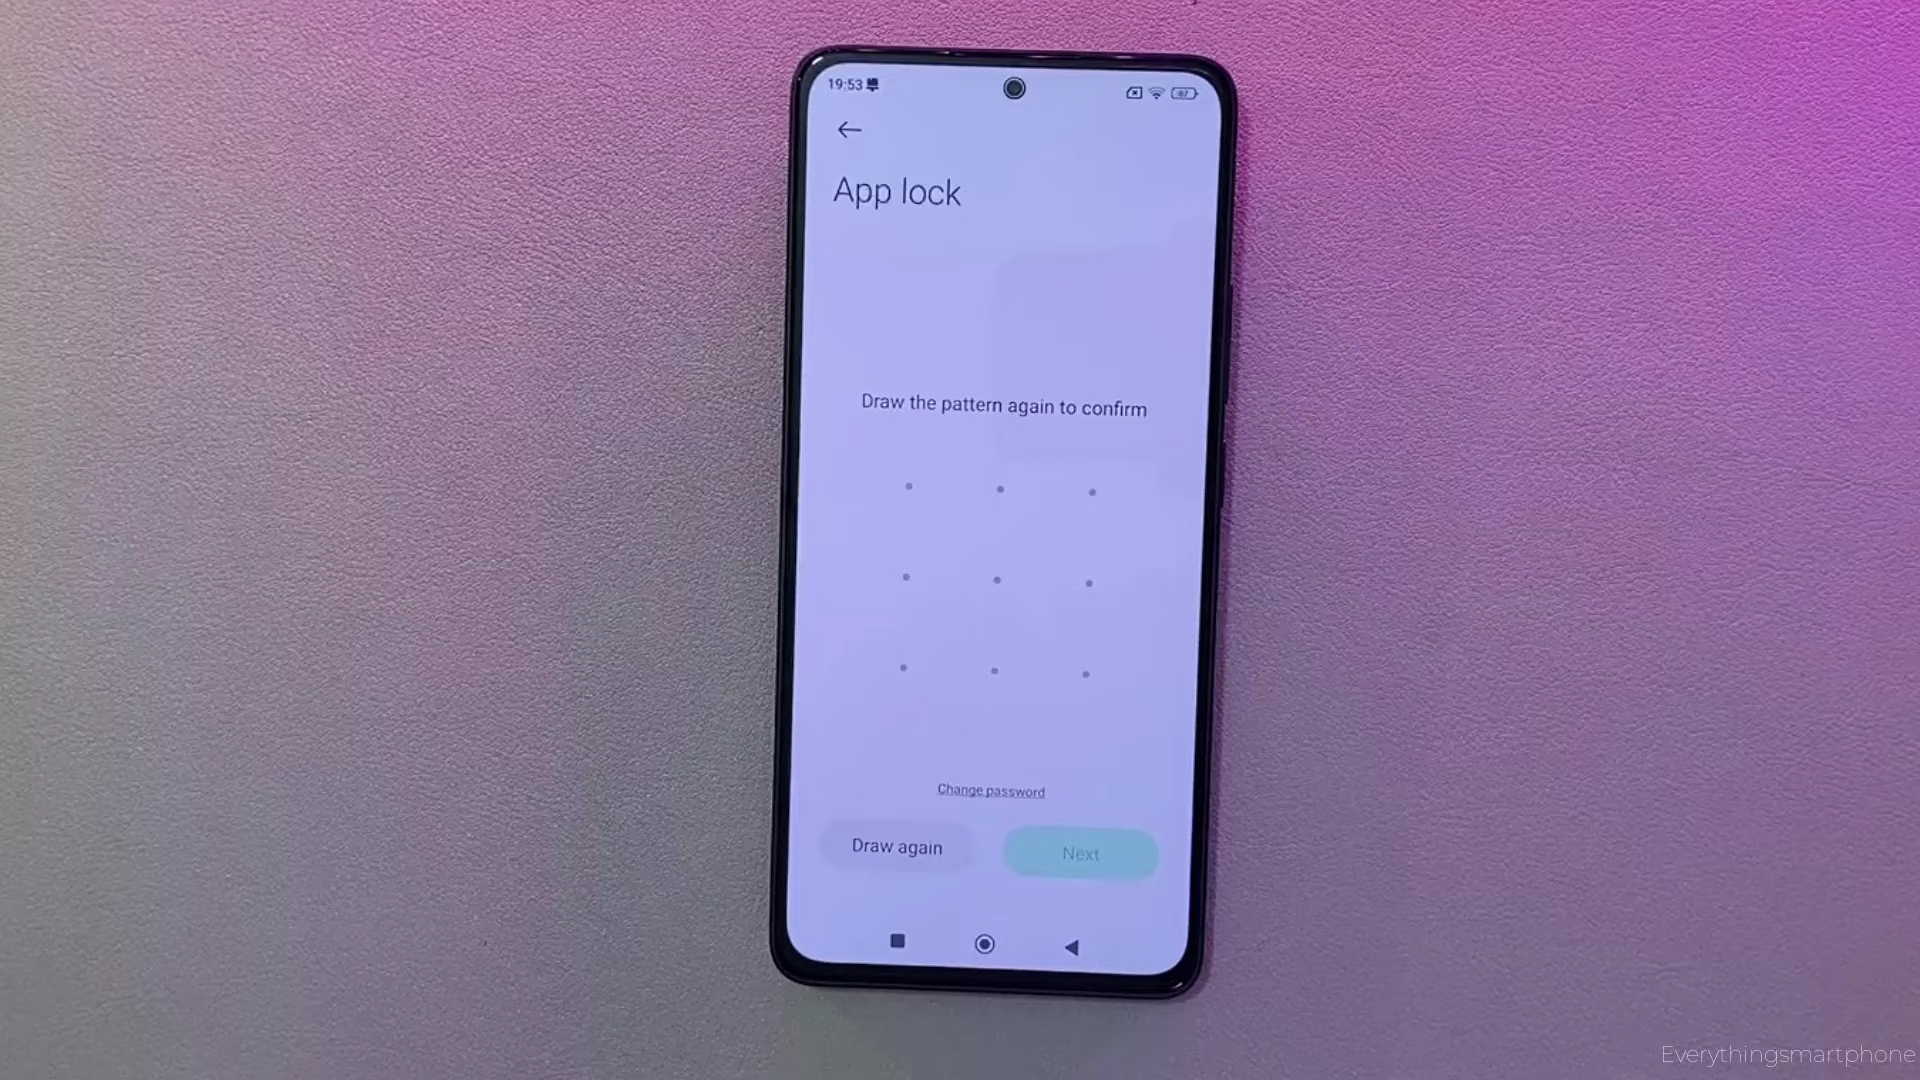 19:53
App lock
Draw the pattern again to confirm
Change password
Draw again
Next
Everythingsmartphone